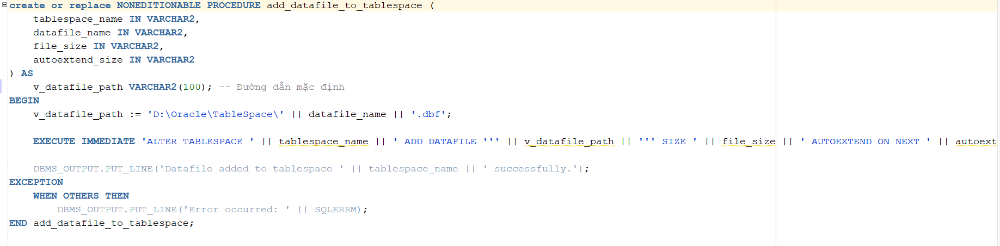 create or replace NONEDITIONABLE PROCEDURE add_datafile_to_tablespace (
    tablespace_name IN VARCHAR2,
    datafile_name IN VARCHAR2,
    file_size IN VARCHAR2,
    autoextend_size IN VARCHAR2
) AS
    v_datafile_path VARCHAR2(100); -- Đường dẫn mặc định
BEGIN
    v_datafile_path := 'D:\Oracle\TableSpace\' || datafile_name || '.dbf';
    EXECUTE IMMEDIATE 'ALTER TABLESPACE ' || tablespace_name || ' ADD DATAFILE ''' || v_datafile_path || ''' SIZE ' || file_size || ' AUTOEXTEND ON NEXT ' || autoext
    DBMS_OUTPUT.PUT_LINE('Datafile added to tablespace ' || tablespace_name || ' successfully.');
EXCEPTION
    WHEN OTHERS THEN
        DBMS_OUTPUT.PUT_LINE('Error occurred: ' || SQLERRM);
END add_datafile_to_tablespace;